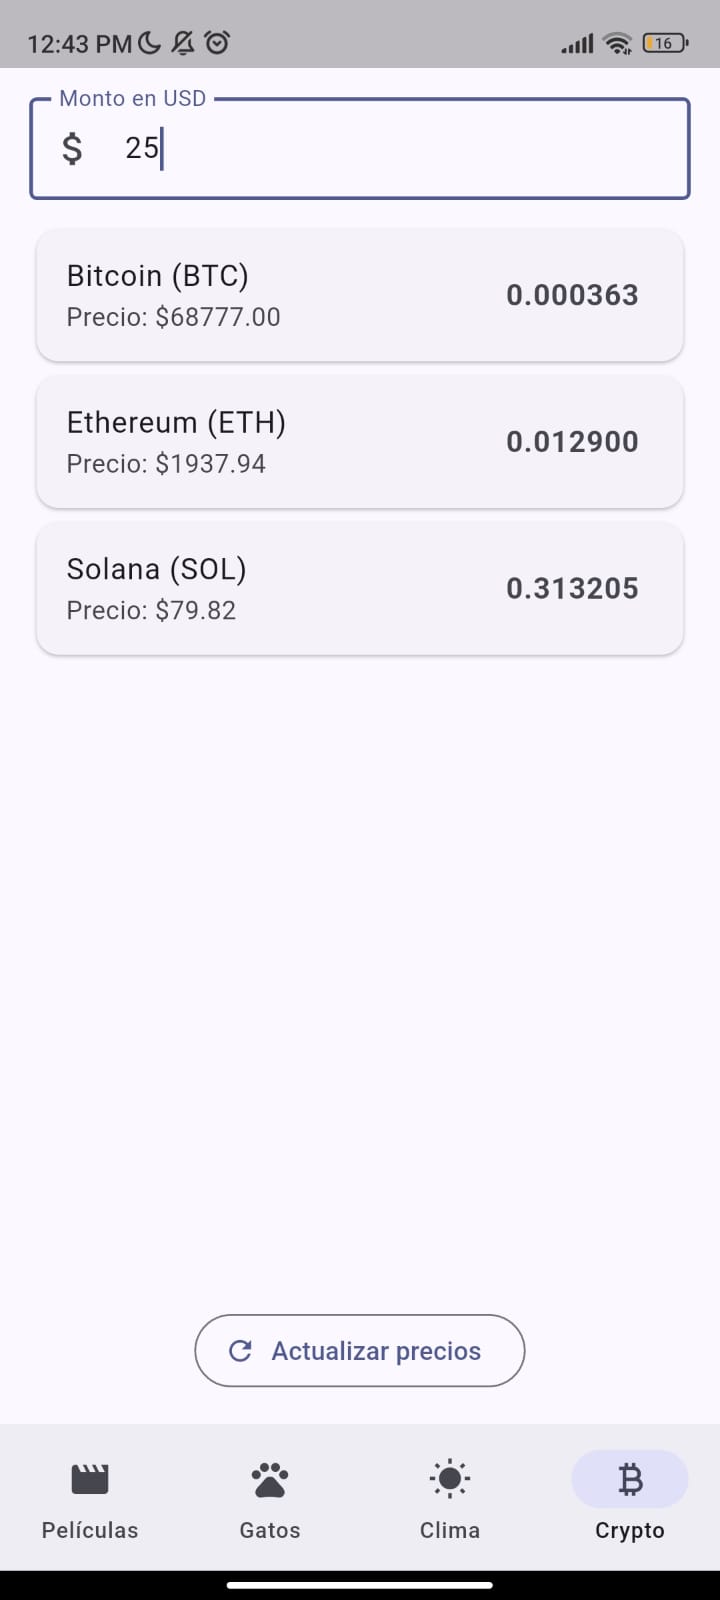 12:43 PM
16
Monto en USD
$ 25
Bitcoin (BTC)
Precio: $68777.00
0.000363
Ethereum (ETH)
Precio: $1937.94
0.012900
Solana (SOL)
Precio: $79.82
0.313205
Actualizar precios
Películas
Gatos
Clima
Crypto